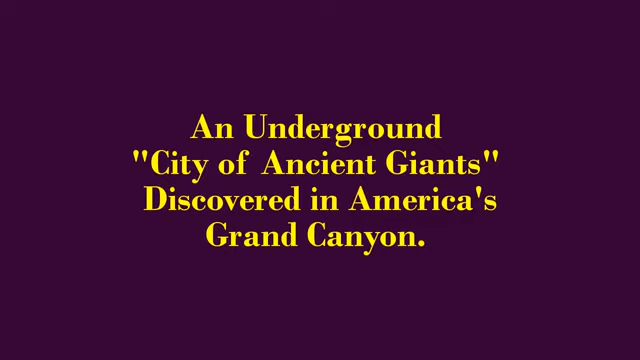 An Underground
"City of Ancient Giants"
Discovered in America's
Grand Canyon.